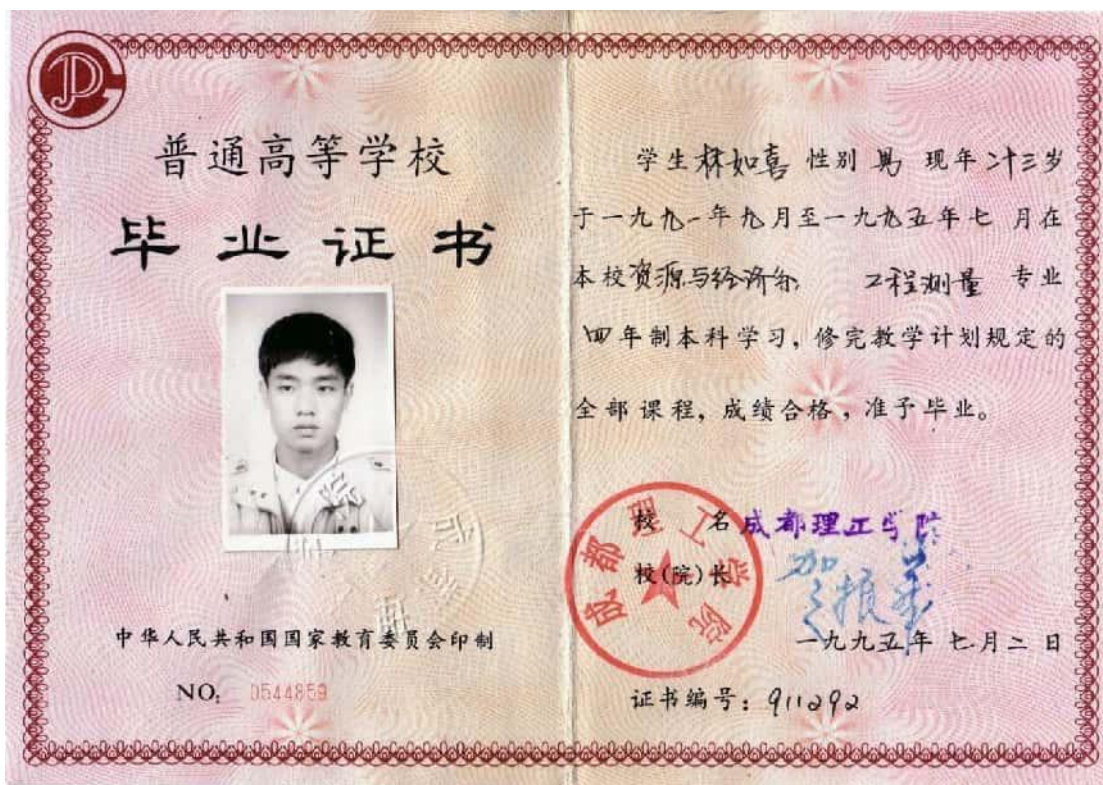 普通高等学校
毕业证书
中华人民共和国国家教育委员会印制
NO: 0544859
学生林如喜 性别 男 现年 廿三岁
于一九九一年九月至一九九五年七 月在
本校资源与经济系 工程测量 专业
四年制本科学习，修完教学计划规定的
全部课程，成绩合格，准予毕业。
校 名 成都理工学院
校(院)长
成都理工学院
一九九五年 七月二日
证书编号：911292